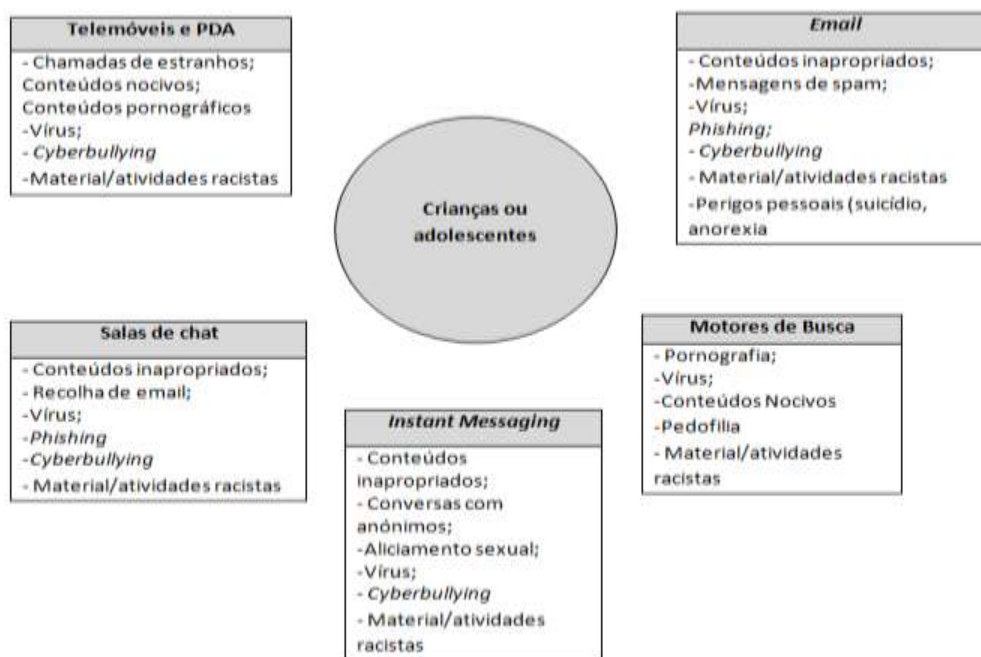 Telemóveis e PDA
- Chamadas de estranhos;
Conteúdos nocivos;
Conteúdos pornográficos
-Vírus;
- Cyberbullying
-Material/atividades racistas
Email
- Conteúdos inapropriados;
-Mensagens de spam;
-Vírus;
Phishing;
- Cyberbullying
- Material/atividades racistas
-Perigos pessoais (suicídio,
anorexia
Crianças ou
adolescentes
Salas de chat
- Conteúdos inapropriados;
- Recolha de email;
-Vírus;
-Phishing
-Cyberbullying
- Material/atividades racistas
Instant Messaging
- Conteúdos
inapropriados;
- Conversas com
anónimos;
-Aliciamento sexual;
-Vírus;
- Cyberbullying
- Material/atividades
racistas
Motores de Busca
- Pornografia;
-Vírus;
-Conteúdos Nocivos
-Pedofilia
- Material/atividades
racistas